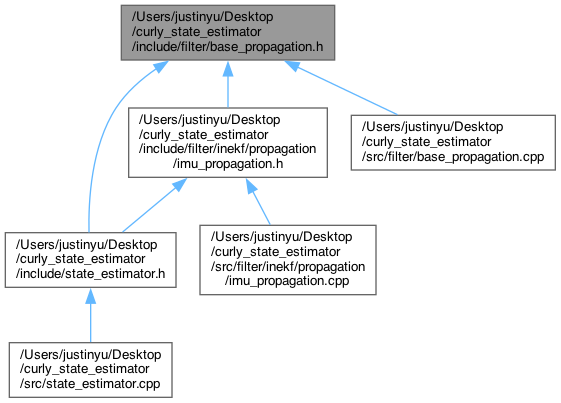 /Users/justinyu/Desktop
/curly_state_estimator
/include/filter/base_propagation.h
/Users/justinyu/Desktop
/curly_state_estimator
/include/filter/inekf/propagation
/imu_propagation.h
/Users/justinyu/Desktop
/curly_state_estimator
/src/filter/base_propagation.cpp
/Users/justinyu/Desktop
/curly_state_estimator
/include/state_estimator.h
/Users/justinyu/Desktop
/curly_state_estimator
/src/filter/inekf/propagation
/imu_propagation.cpp
/Users/justinyu/Desktop
/curly_state_estimator
/src/state_estimator.cpp